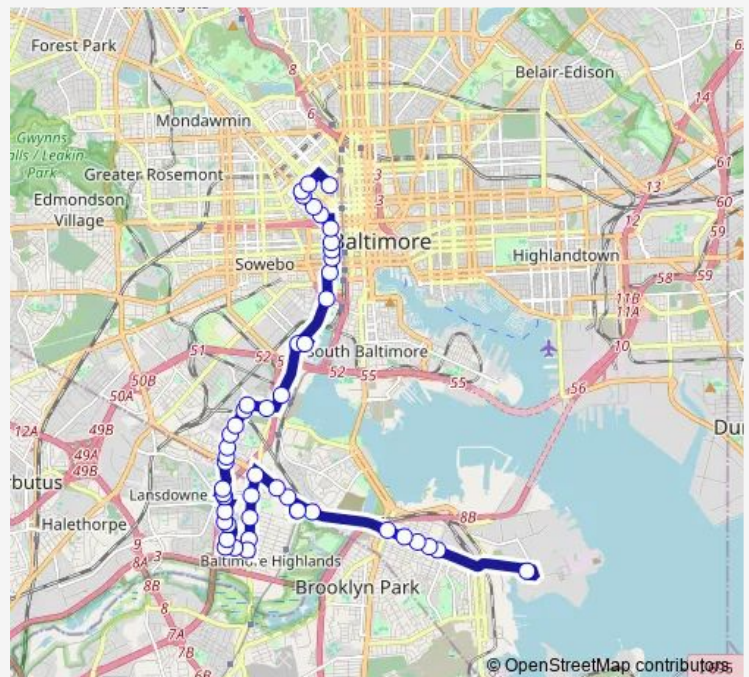 Forest Park
8
Belair-Edison
6
Mondawmin
14
Gwynns
alls / Leakin
Park
Greater Rosemont
61
3
3
13
Edmondson
Village
60
12
Baltimore
59
Sowebo
Highlandtown
58
59
11B
11A
51
52
5
South Baltimore
10
50B
52
55
55
56
50A
12A
49B
49A
49B
Du
rbutus
Lansdowne
8B
Halethorpe
9
3
8A
Baltimore Highlands
8B
Brooklyn Park
8
7A
7B
6B
© OpenStreetMap contributors